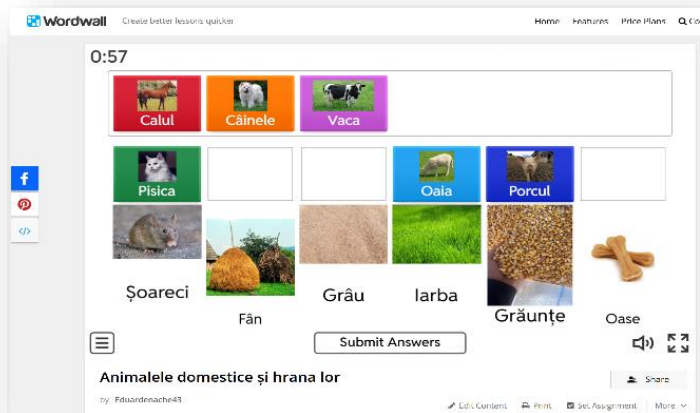 Wordwall Create better lessons quicker Home Features Price Plans
0:57
Calul Câinele Vaca
Pisica Oaia Porcul
Șoareci Fân Grâu Iarba Grăunțe Oase
Submit Answers
Animalele domestice și hrana lor
Share
by Eduardenache43
Edit Content Print Set Assignment More